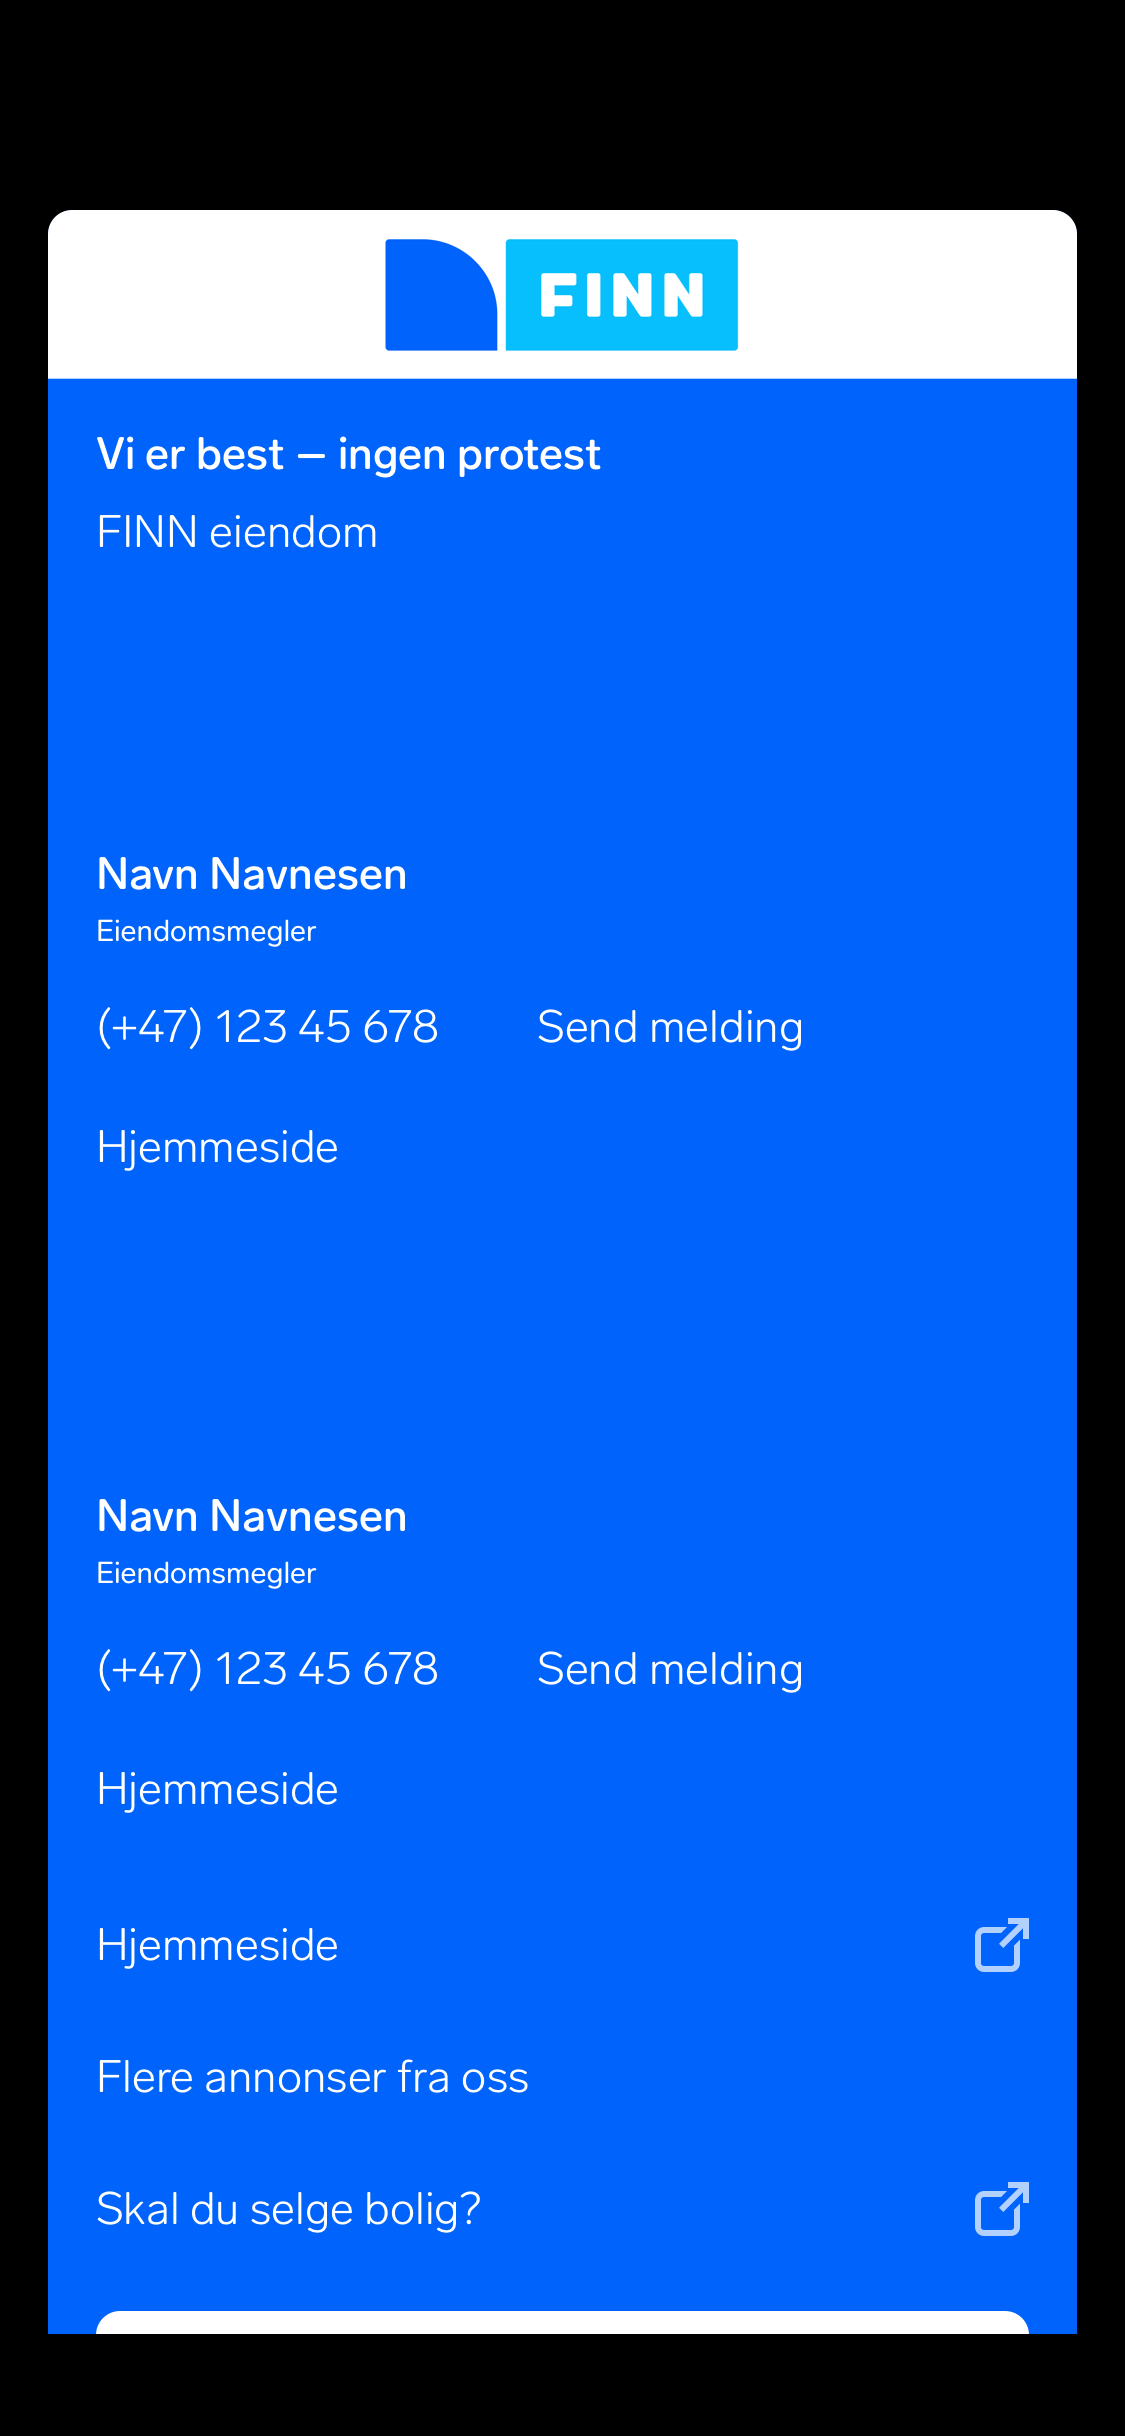 FINN
Vi er best – ingen protest
FINN eiendom
Navn Navnesen
Eiendomsmegler
(+47) 123 45 678 Send melding
Hjemmeside
Navn Navnesen
Eiendomsmegler
(+47) 123 45 678 Send melding
Hjemmeside
Hjemmeside
Flere annonser fra oss
Skal du selge bolig?